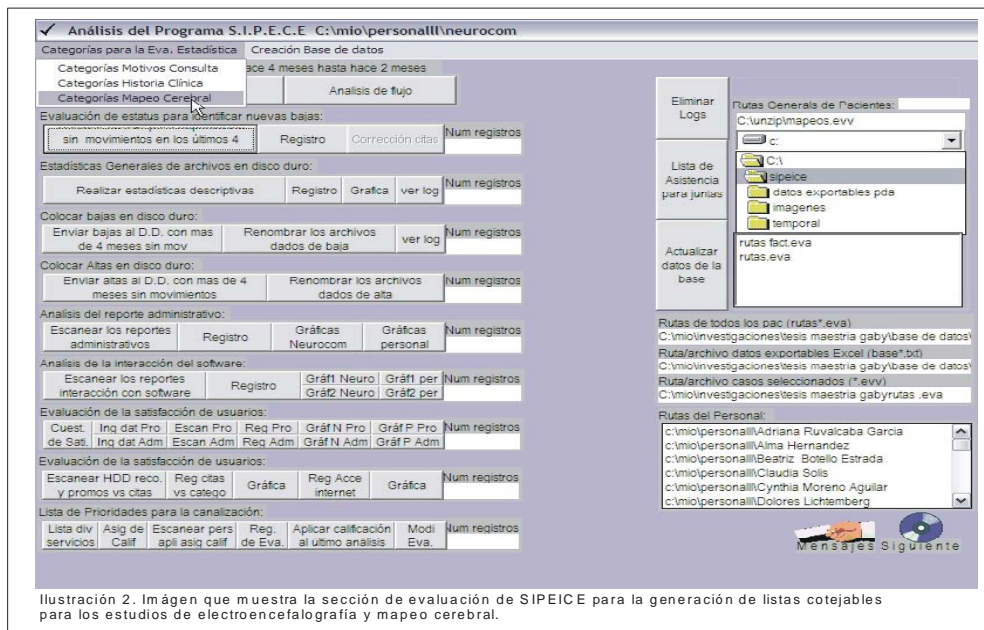 Análisis del Programa S.I.P.E.C.E C:\mio\personalll\neurocom
Categorías para la Eva. Estadística Creación Base de datos
Categorías Motivos Consulta
Categorías Historia Clínica
Categorías Mapeo Cerebral
ace 4 meses hasta hace 2 meses
Analisis de flujo
Evaluación de estatus para identificar nuevas bajas:
sin movimientos en los últimos 4
Registro
Corrección citas
Num registros
Estadísticas Generales de archivos en disco duro:
Realizar estadísticas descriptivas
Registro
Grafica
ver log
Num registros
Colocar bajas en disco duro:
Enviar bajas al D.D. con mas
de 4 meses sin mov
Renombrar los archivos
dados de baja
ver log
Num registros
Colocar Altas en disco duro:
Enviar altas al D.D. con mas de 4
meses sin movimientos
Renombrar los archivos
dados de alta
Num registros
Analisis del reporte administrativo:
Escanear los reportes
administrativos
Registro
Gráficas
Neurocom
Gráficas
personal
Num registros
Analisis de la interacción del software:
Escanear los reportes
interacción con software
Registro
Gráf1 Neuro
Gráf2 Neuro
Gráf1 per
Gráf2 per
Num registros
Evaluación de la satisfacción de usuarios:
Cuest.
de Sati.
Ing dat Pro
Ing dat Adm
Escan Pro
Escan Adm
Reg Pro
Reg Adm
Gráf N Pro
Gráf N Adm
Gráf P Pro
Gráf P Adm
Num registros
Evaluación de la satisfacción de usuarios:
Escanear HDD reco.
y promos vs citas
Reg citas
vs catego
Gráfica
Reg Acce
internet
Gráfica
Num registros
Lista de Prioridades para la canalización:
Lista div
servicios
Asig de
Calif
Escanear pers
apli asig calif
Reg.
de Eva.
Aplicar calificación
al último análisis
Modi
Eva.
Num registros
Eliminar
Logs
Lista de
Asistencia
para juntas
Actualizar
datos de la
base
Rutas Generals de Pacientes:
C:\unzip\mapeos.evv
c:
C:\
sipeice
datos exportables pda
imagenes
temporal
rutas fact.eva
rutas.eva
Rutas de todos los pac (rutas*.eva)
C:\mio\investigaciones\tesis maestria gaby\base de datos\
Ruta/archivo datos exportables Excel (base*.txt)
C:\mio\investigaciones\tesis maestria gaby\base de datos\
Ruta/archivo casos seleccionados (*.evv)
C:\mio\investigaciones\tesis maestria gabyrutas .eva
Rutas del Personal:
c:\mio\personalll\Adriana Ruvalcaba Garcia
c:\mio\personalll\Alma Hernandez
c:\mio\personalll\Beatriz Botello Estrada
c:\mio\personalll\Claudia Solis
c:\mio\personalll\Cynthia Moreno Aguilar
c:\mio\personalll\Dolores Lichtemberg
Mensajes Siguiente
Ilustración 2. Imágen que muestra la sección de evaluación de SIPEICE para la generación de listas cotejables
para los estudios de electroencefalografía y mapeo cerebral.